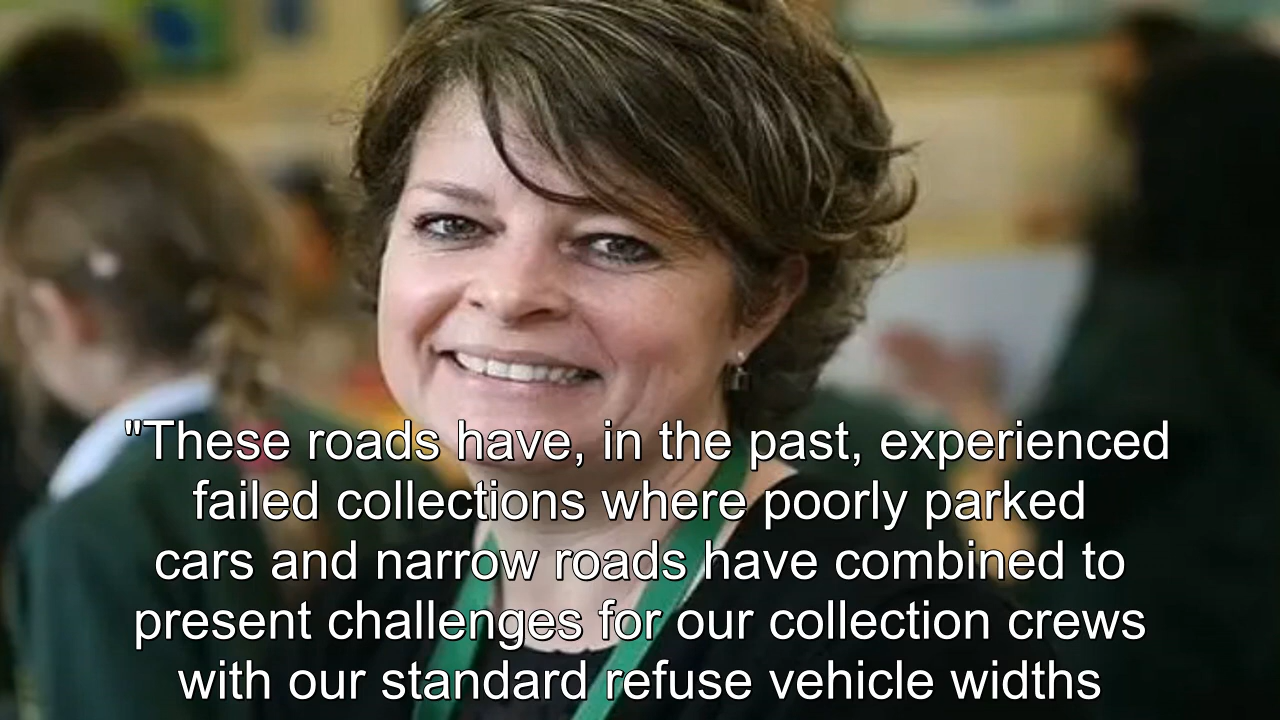 "These roads have, in the past, experienced
failed collections where poorly parked
cars and narrow roads have combined to
present challenges for our collection crews
with our standard refuse vehicle widths